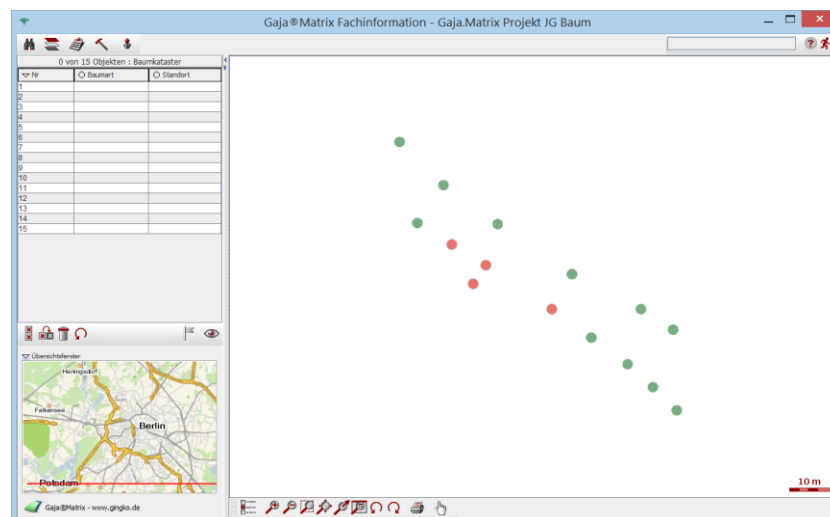 Gaja®Matrix Fachinformation - Gaja.Matrix Projekt JG Baum
0 von 15 Objekten : Baumkataster
Nr Baumart Standort
1
2
3
4
5
6
7
8
9
10
11
12
13
14
15
Übersichtsfenster
Hennigsdorf
Falkensee
Berlin
Potsdam
10 m
Gaja@Matrix - www.gingko.de